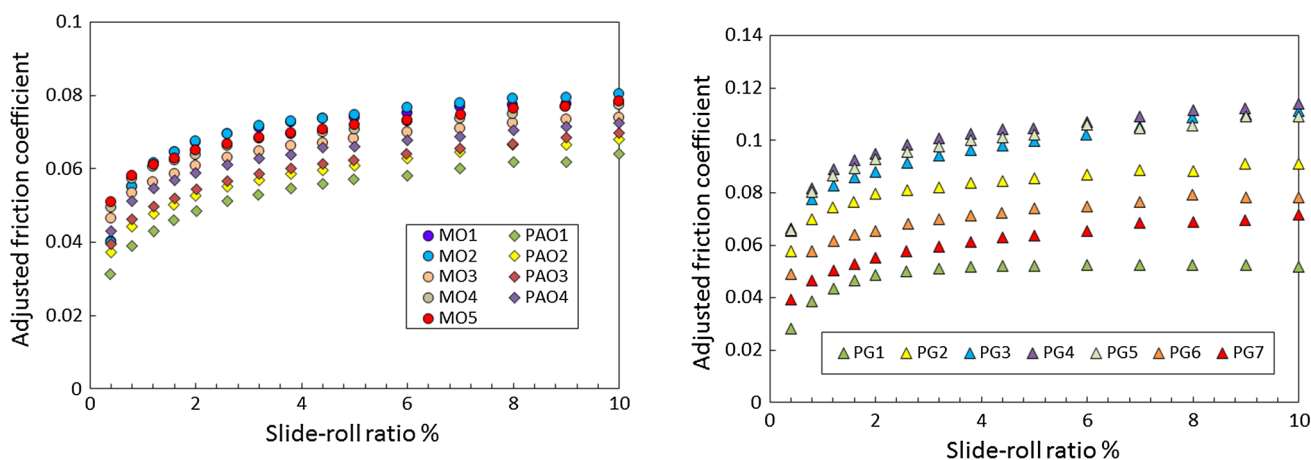 0.1
0.08
0.06
0.04
0.02
0
Adjusted friction coefficient
0 2 4 6 8 10
Slide-roll ratio %
MO1 PAO1
MO2 PAO2
MO3 PAO3
MO4 PAO4
MO5
0.14
0.12
0.1
0.08
0.06
0.04
0.02
0
Adjusted friction coefficient
PG1 PG2 PG3 PG4 PG5 PG6 PG7
0 2 4 6 8 10
Slide-roll ratio %